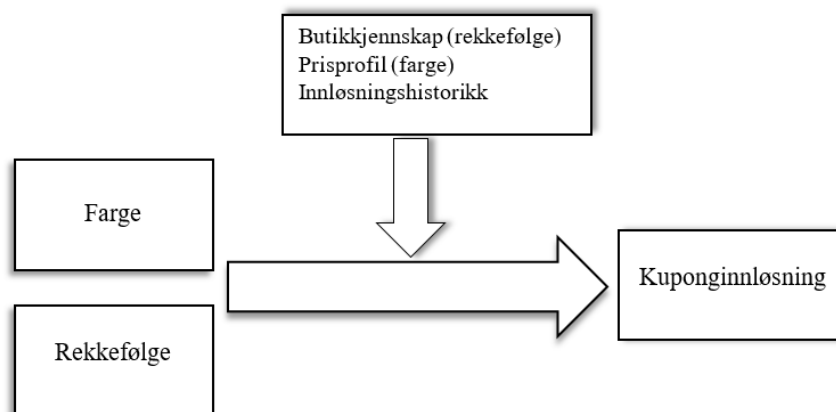 Butikkjennskap (rekkefølge)
Prisprofil (farge)
Innløsningshistorikk
Farge
Kuponginnløsning
Rekkefølge